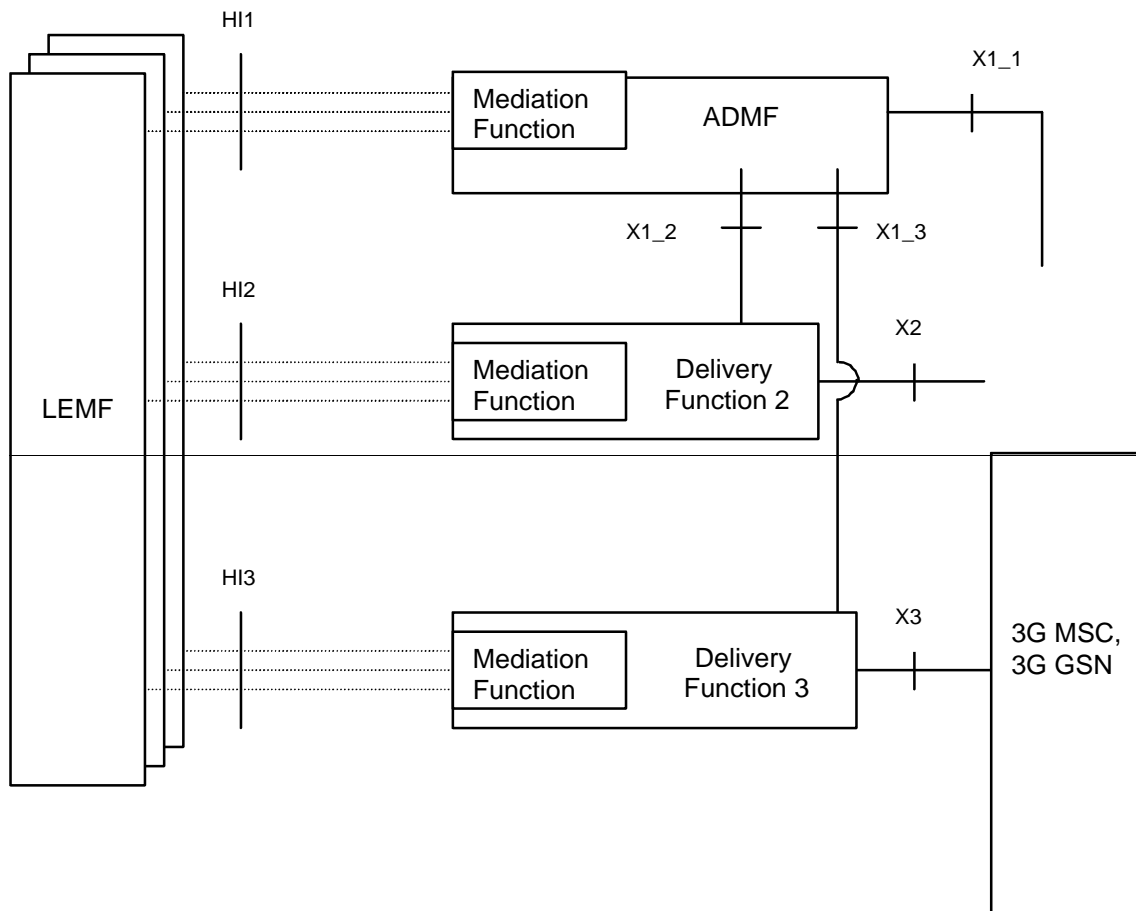 HI1
X1_1
Mediation
Function
ADMF
X1_2
X1_3
HI2
X2
Mediation
Function
Delivery
Function 2
LEMF
HI3
X3
Mediation
Function
Delivery
Function 3
3G MSC,
3G GSN